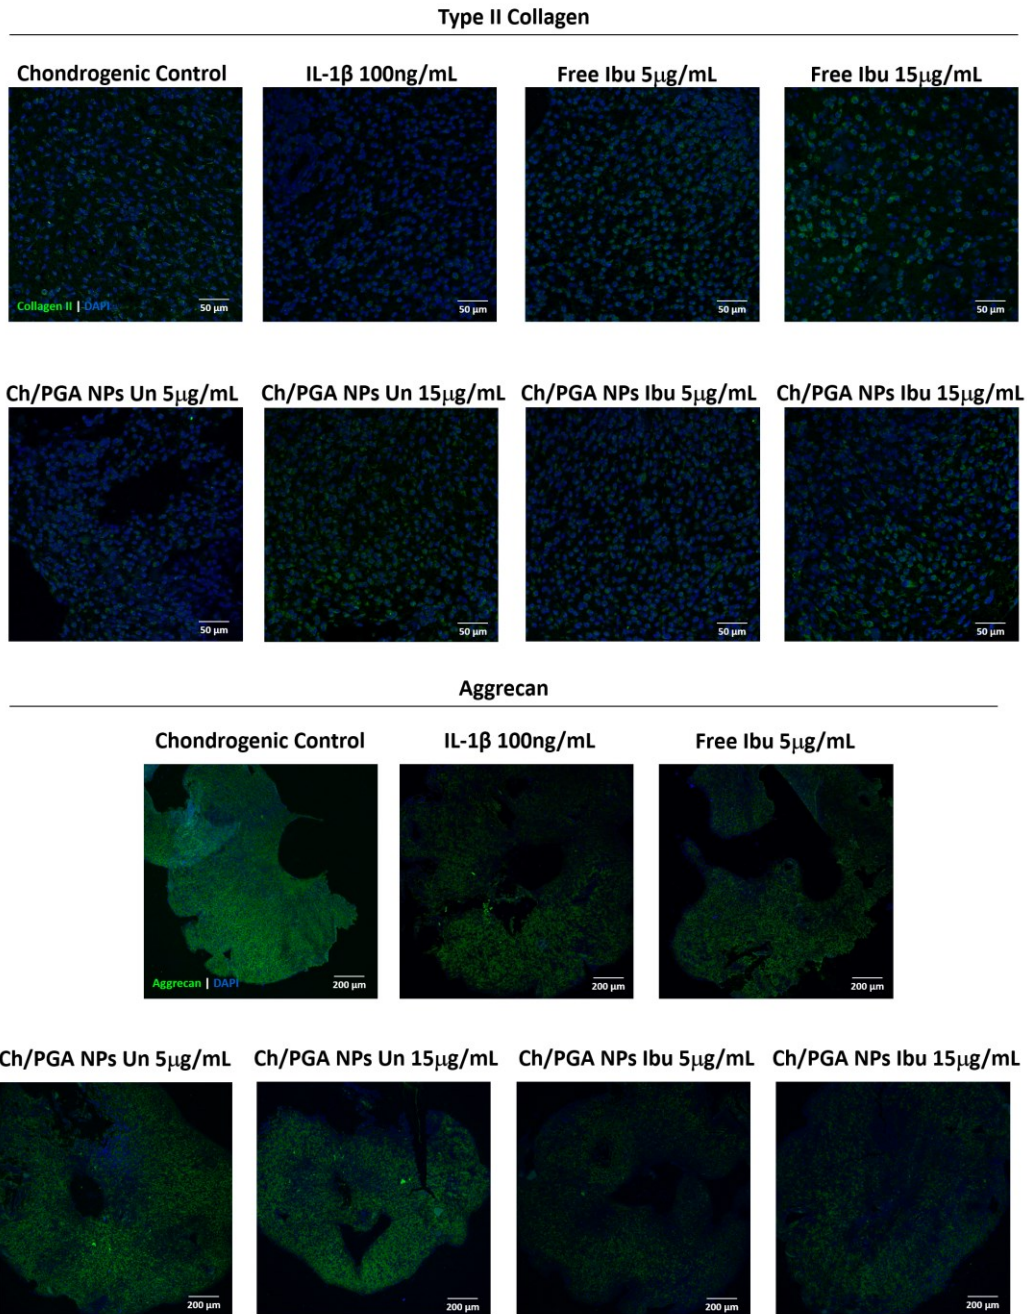 Type II Collagen
Chondrogenic Control
IL-1β 100ng/mL
Free Ibu 5μg/mL
Free Ibu 15μg/mL
Collagen II | DAPI
50 μm
50 μm
50 μm
50 μm
Ch/PGA NPs Un 5μg/mL
Ch/PGA NPs Un 15μg/mL
Ch/PGA NPs Ibu 5μg/mL
Ch/PGA NPs Ibu 15μg/mL
50 μm
50 μm
50 μm
50 μm
Aggrecan
Chondrogenic Control
IL-1β 100ng/mL
Free Ibu 5μg/mL
Aggrecan | DAPI
200 μm
200 μm
200 μm
Ch/PGA NPs Un 5μg/mL
Ch/PGA NPs Un 15μg/mL
Ch/PGA NPs Ibu 5μg/mL
Ch/PGA NPs Ibu 15μg/mL
200 μm
200 μm
200 μm
200 μm